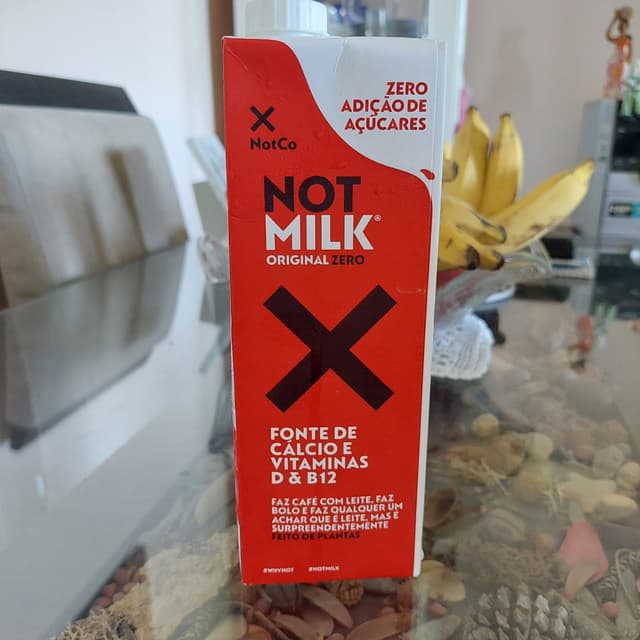 ZERO
ADIÇÃO DE
AÇÚCARES
NotCo
NOT
MILK®
ORIGINAL ZERO
FONTE DE
CÁLCIO E
VITAMINAS
D & B12
FAZ CAFÉ COM LEITE, FAZ
BOLO E FAZ QUALQUER UM
ACHAR QUE É LEITE, MAS É
SURPREENDENTEMENTE
FEITO DE PLANTAS
#WHYNOT #NOTMILK